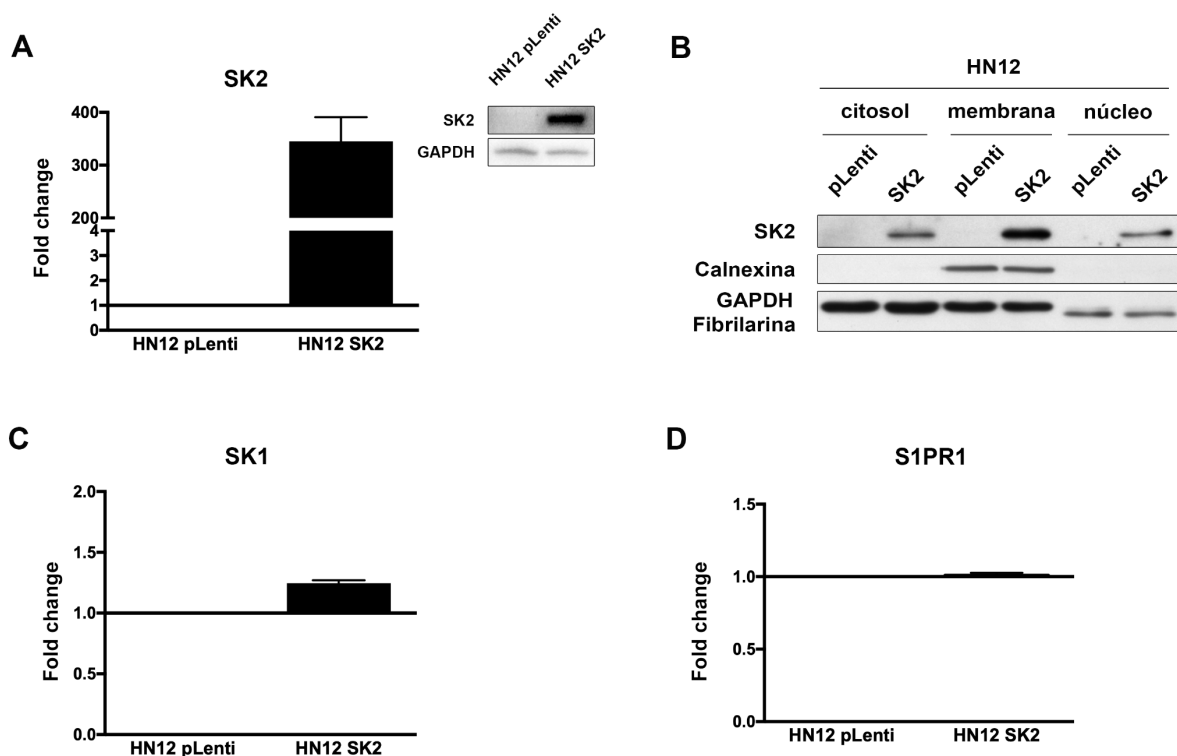 A
SK2
Fold change
400
300
200
4
3
2
1
0
HN12 pLenti
HN12 SK2
HN12 pLenti
HN12 SK2
SK2
GAPDH
B
HN12
citosol
membrana
núcleo
pLenti
SK2
pLenti
SK2
pLenti
SK2
SK2
Calnexina
GAPDH
Fibrilarina
C
SK1
Fold change
2.0
1.5
1.0
0.5
0.0
HN12 pLenti
HN12 SK2
D
S1PR1
Fold change
1.5
1.0
0.5
0.0
HN12 pLenti
HN12 SK2